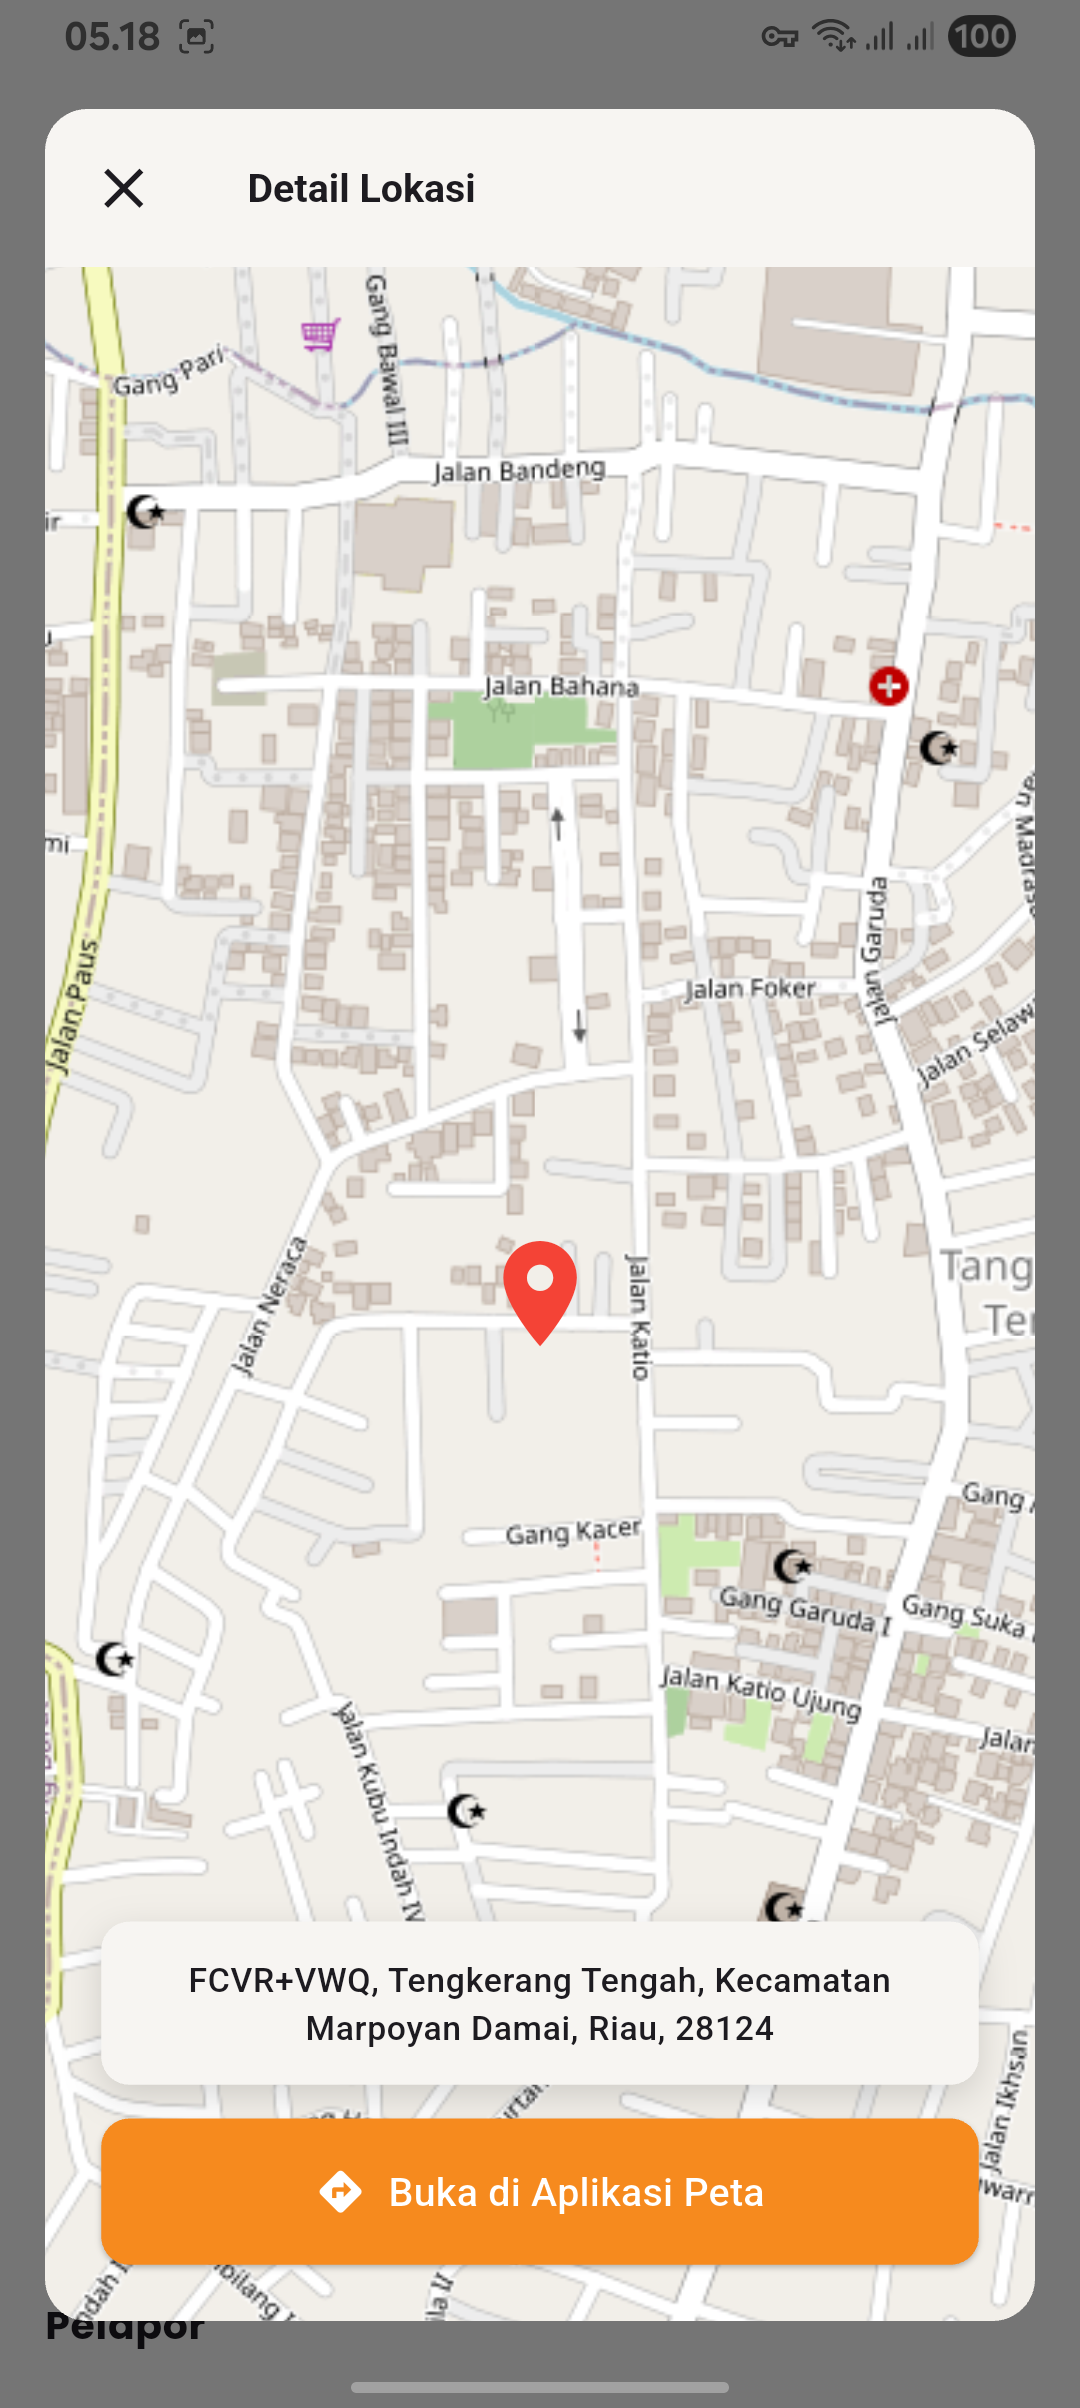 05.18
100
Detail Lokasi
Gang Pari
Gang Bawal III
Jalan Bandeng
ir
Jalan Bahana
mi
Jalan Paus
Jalan Garuda
Jalan Foker
Jalan Selaw
Jalan Neraca
Jalan Katio
Tang
Ter
Gang
Gang Kacer
Gang Garuda I
Gang Suka
Jalan Katio Ujung
Jalan
Jalan Kubu Indah IV
FCVR+VWQ, Tengkerang Tengah, Kecamatan
Marpoyan Damai, Riau, 28124
Jalan Ikhsan
Buka di Aplikasi Peta
Pelapor